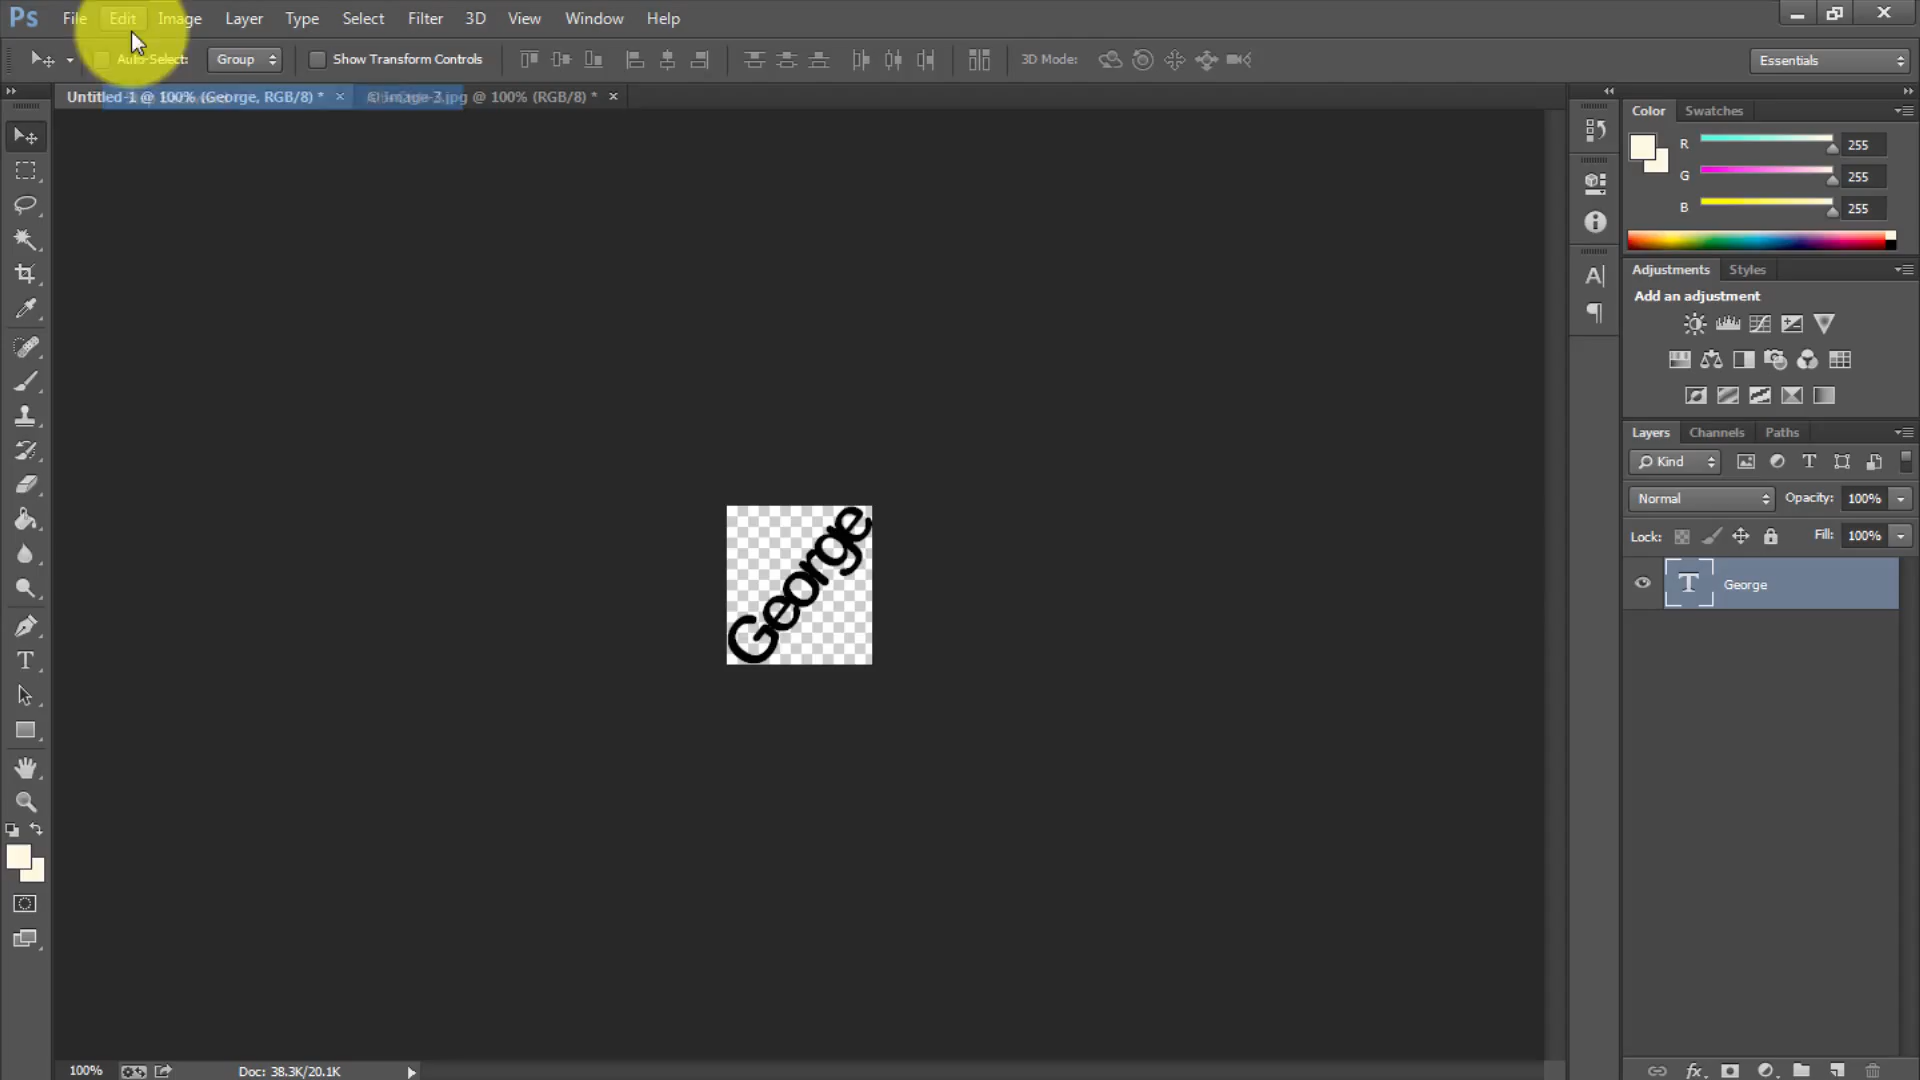 Ps File Edit Image Layer Type Select Filter 3D View Window Help
Auto-Select: Group Show Transform Controls 3D Mode: Essentials
Untitled-1 @ 100% (George, RGB/8) * × Image-3.jpg @ 100% (RGB/8) * ×
Color Swatches
R 255
G 255
B 255
Adjustments Styles
Add an adjustment
Layers Channels Paths
Kind
Normal Opacity: 100%
Lock: Fill: 100%
George
George
100% Doc: 38.3K/20.1K